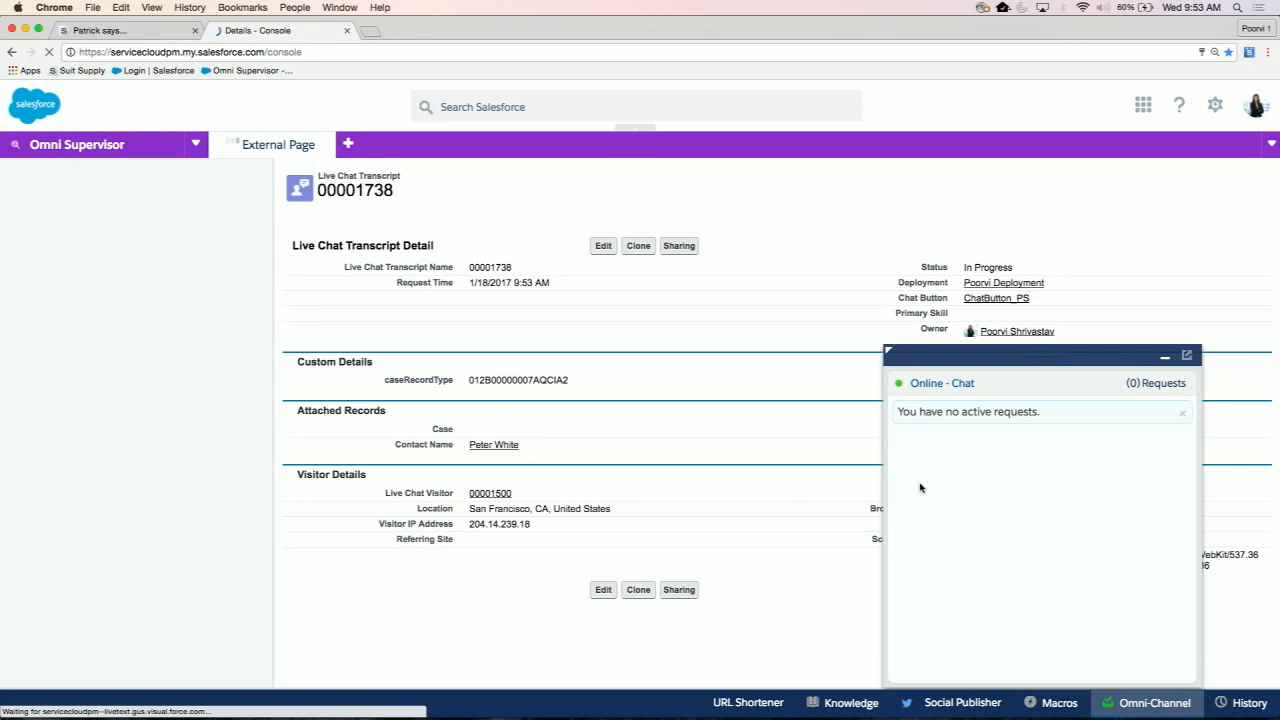 Chrome File Edit View History Bookmarks People Window Help 60% Wed 9:53 AM
Patrick says... × Details - Console × Poorvi 1
https://servicecloudpm.my.salesforce.com/console
Apps Suit Supply Login | Salesforce Omni Supervisor -...
salesforce Search Salesforce
Omni Supervisor External Page
Live Chat Transcript
00001738
Live Chat Transcript Detail Edit Clone Sharing
Live Chat Transcript Name 00001738 Status In Progress
Request Time 1/18/2017 9:53 AM Deployment Poorvi Deployment
Chat Button ChatButton_PS
Primary Skill
Owner Poorvi Shrivastav
Custom Details
caseRecordType 012B00000007AQCIA2
Online - Chat (0) Requests
You have no active requests. ×
Attached Records
Case
Contact Name Peter White
Visitor Details
Live Chat Visitor 00001500
Location San Francisco, CA, United States Bro
Visitor IP Address 204.14.239.18
Referring Site Sc
ebKit/537.36
36
Edit Clone Sharing
URL Shortener Knowledge Social Publisher Macros Omni-Channel History
Waiting for servicecloudpm--livetext.gus.visual.force.com...